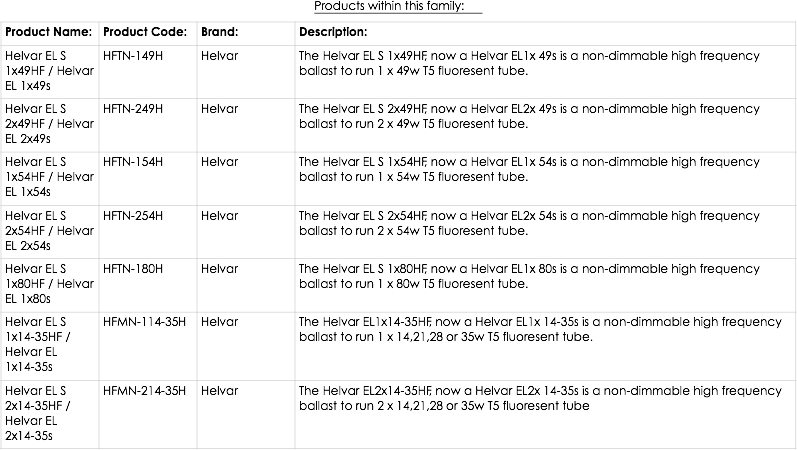 Products within this family:
Product Name: Product Code: Brand: Description:
Helvar EL S HFTN-149H Helvar The Helvar EL S 1x49HF, now a Helvar EL1x 49s is a non-dimmable high frequency
1x49HF / Helvar ballast to run 1 x 49w T5 fluoresent tube.
EL 1x49s
Helvar EL S HFTN-249H Helvar The Helvar EL S 2x49HF, now a Helvar EL2x 49s is a non-dimmable high frequency
2x49HF / Helvar ballast to run 2 x 49w T5 fluoresent tube.
EL 2x49s
Helvar EL S HFTN-154H Helvar The Helvar EL S 1x54HF, now a Helvar EL1x 54s is a non-dimmable high frequency
1x54HF / Helvar ballast to run 1 x 54w T5 fluoresent tube.
EL 1x54s
Helvar EL S HFTN-254H Helvar The Helvar EL S 2x54HF, now a Helvar EL2x 54s is a non-dimmable high frequency
2x54HF / Helvar ballast to run 2 x 54w T5 fluoresent tube.
EL 2x54s
Helvar EL S HFTN-180H Helvar The Helvar EL S 1x80HF, now a Helvar EL1x 80s is a non-dimmable high frequency
1x80HF / Helvar ballast to run 1 x 80w T5 fluoresent tube.
EL 1x80s
Helvar EL S HFMN-114-35H Helvar The Helvar EL1x14-35HF, now a Helvar EL1x 14-35s is a non-dimmable high frequency
1x14-35HF / ballast to run 1 x 14,21,28 or 35w T5 fluoresent tube.
Helvar EL
1x14-35s
Helvar EL S HFMN-214-35H Helvar The Helvar EL2x14-35HF, now a Helvar EL2x 14-35s is a non-dimmable high frequency
2x14-35HF / ballast to run 2 x 14,21,28 or 35w T5 fluoresent tube
Helvar EL
2x14-35s